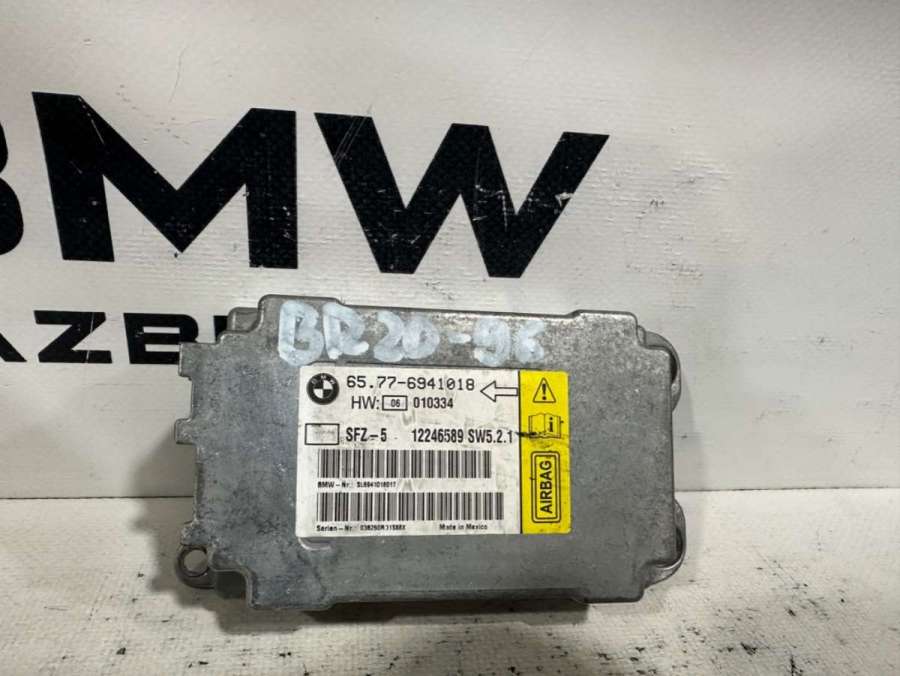 BMW
AZB
BR20-96
65.77-6941018
HW: 06 010334
SFZ-5 12246589 SW5.2.1
BMW-Nr.: SL6941018017
Serien-Nr.: Made in Mexico
AIRBAG